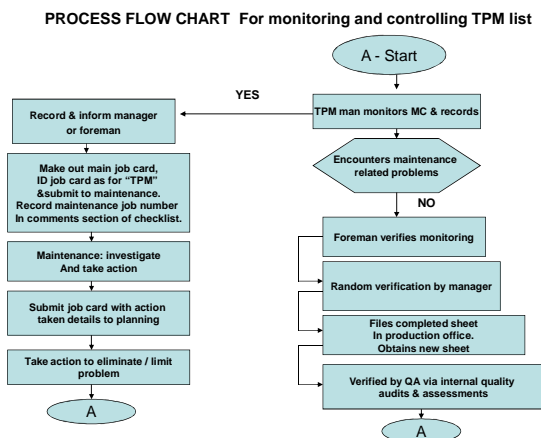 PROCESS FLOW CHART For monitoring and controlling TPM list
A - Start
TPM man monitors MC & records
YES
Encounters maintenance
related problems
NO
Foreman verifies monitoring
Random verification by manager
Files completed sheet
In production office.
Obtains new sheet
Verified by QA via internal quality
audits & assessments
A
Record & inform manager
or foreman
Make out main job card,
ID job card as for “TPM”
&submit to maintenance.
Record maintenance job number
In comments section of checklist.
Maintenance: investigate
And take action
Submit job card with action
taken details to planning
Take action to eliminate / limit
problem
A